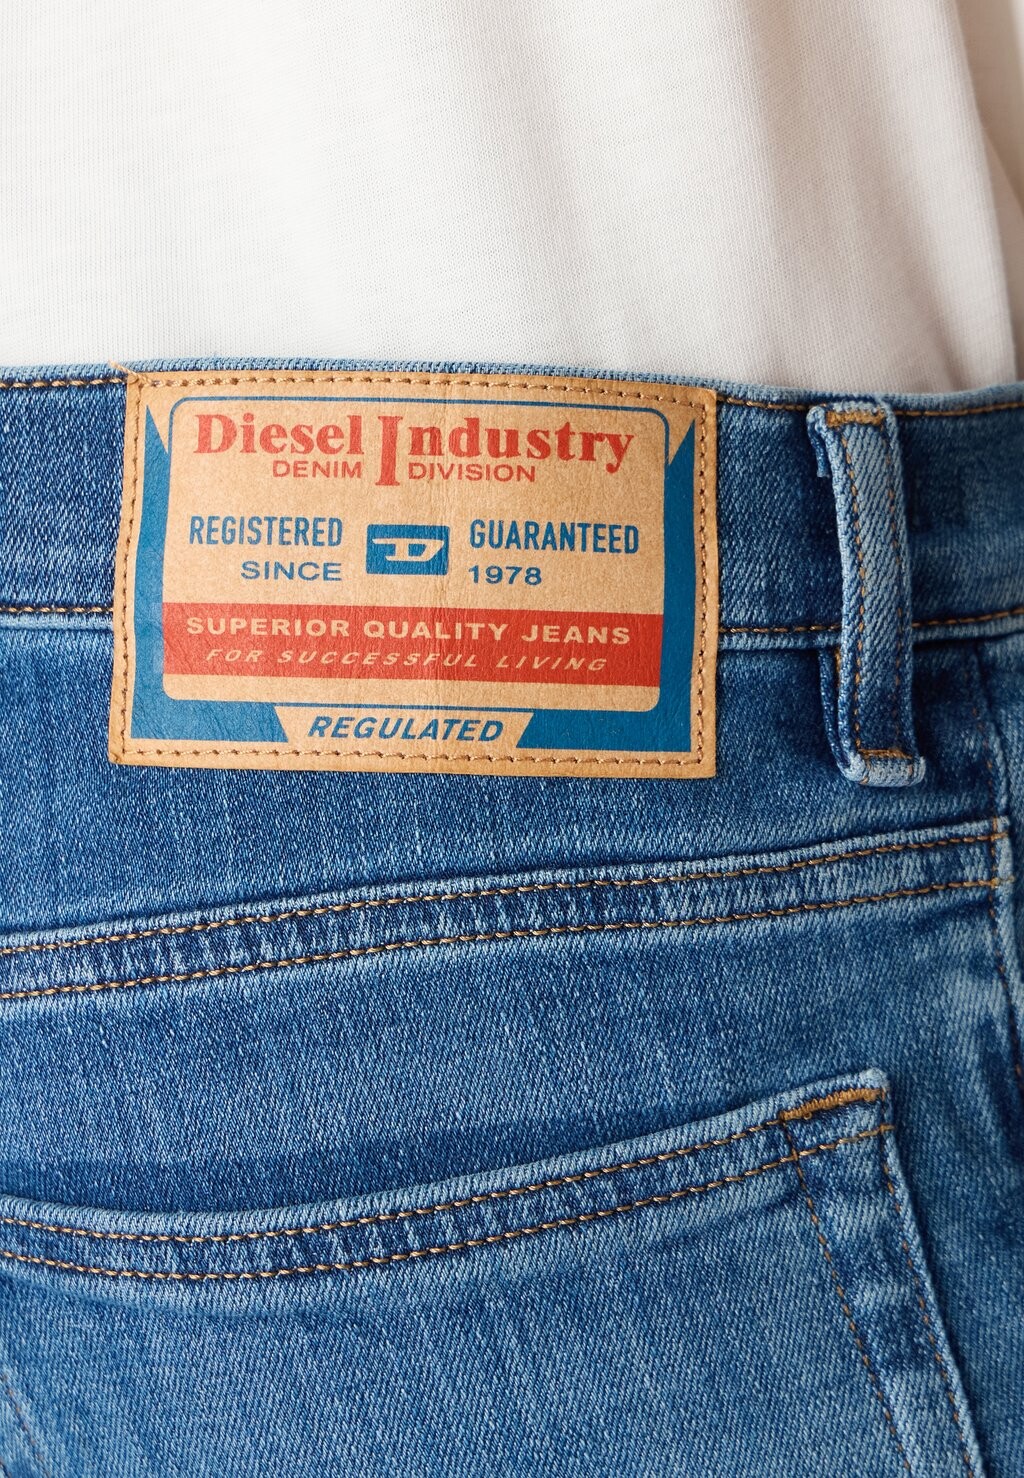 Diesel Industry
DENIM DIVISION
REGISTERED D GUARANTEED
SINCE 1978
SUPERIOR QUALITY JEANS
FOR SUCCESSFUL LIVING
REGULATED